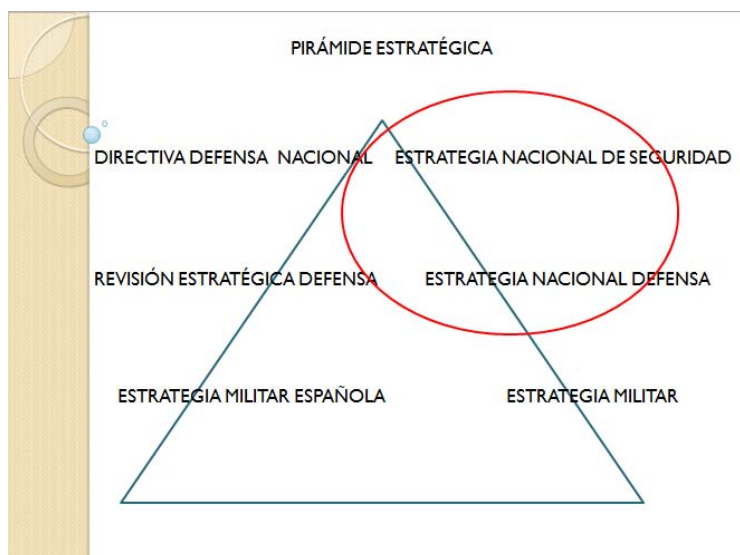 PIRÁMIDE ESTRATÉGICA
DIRECTIVA DEFENSA NACIONAL ESTRATEGIA NACIONAL DE SEGURIDAD
REVISIÓN ESTRATÉGICA DEFENSA ESTRATEGIA NACIONAL DEFENSA
ESTRATEGIA MILITAR ESPAÑOLA ESTRATEGIA MILITAR